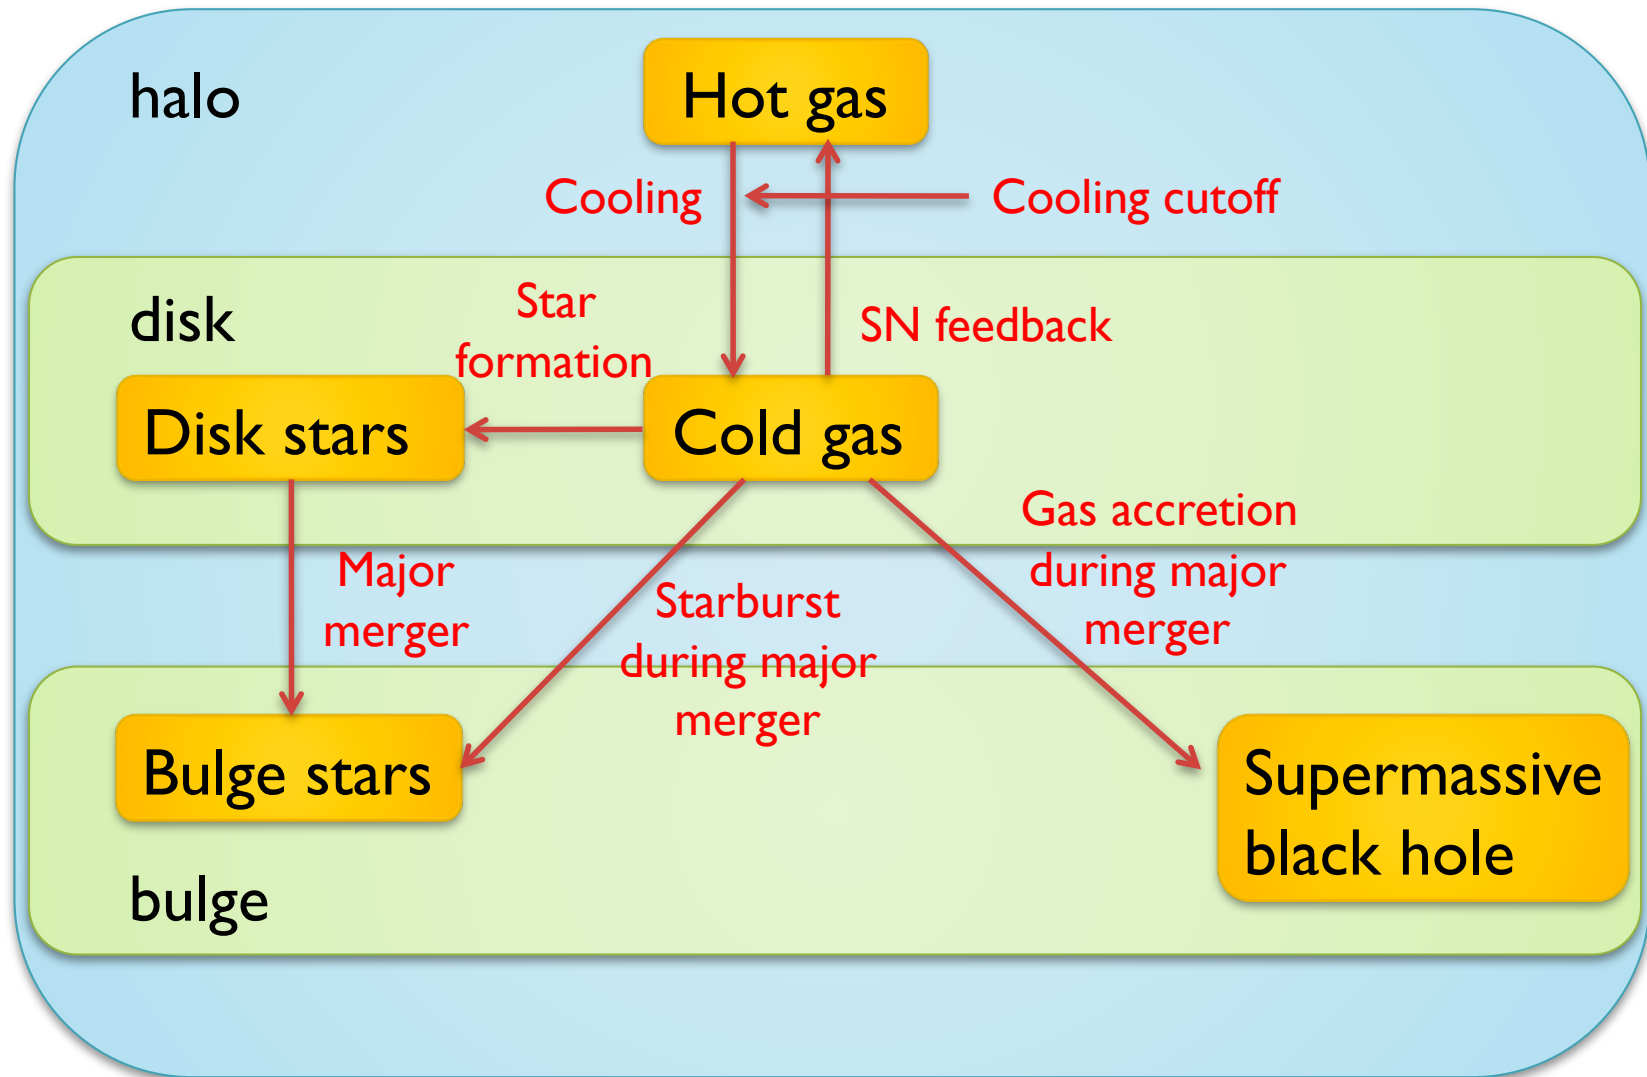 halo
Hot gas
Cooling
Cooling cutoff
disk
Star
formation
SN feedback
Disk stars
Cold gas
Major
merger
Starburst
during major
merger
Gas accretion
during major
merger
Bulge stars
Supermassive
black hole
bulge